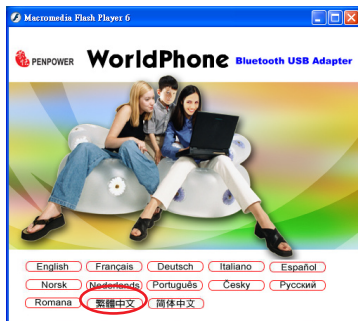 Macromedia Flash Player 6
PENPOWER WorldPhone Bluetooth USB Adapter
English Français Deutsch Italiano Español
Norsk Nederlands Português Česky Русский
Romana 繁體中文 简体中文